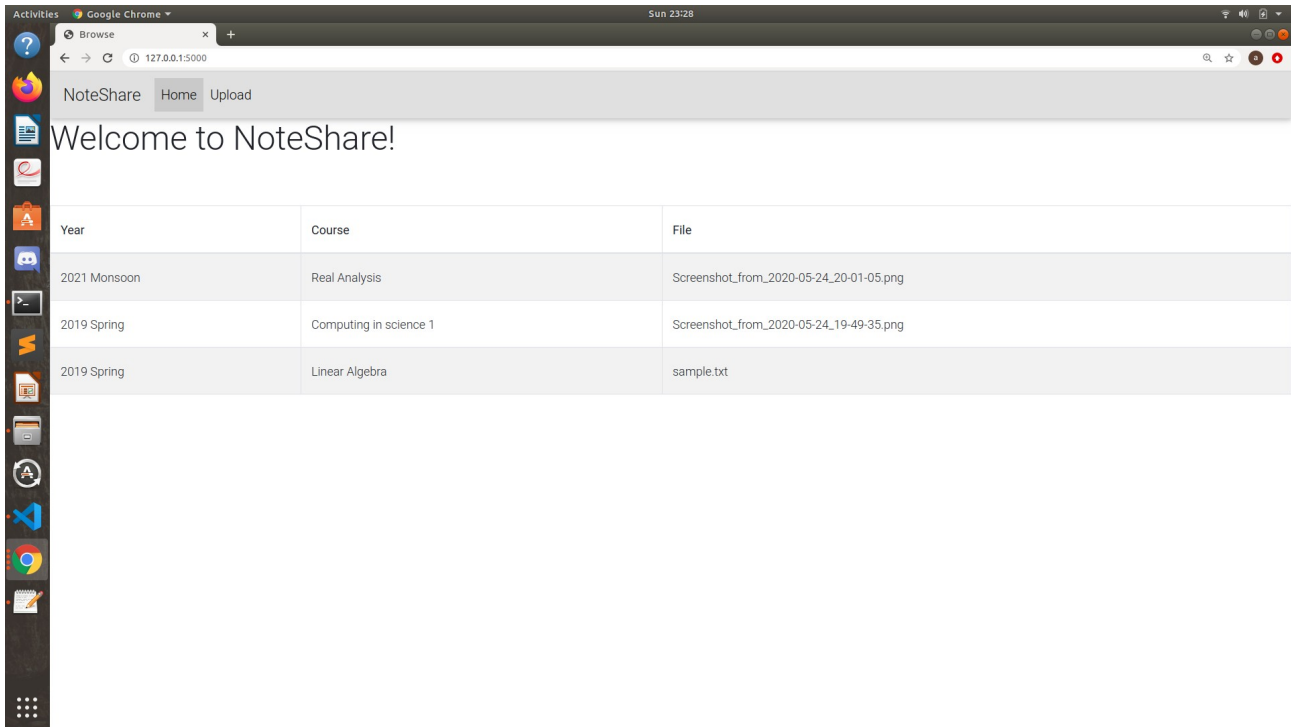 Activities Google Chrome Sun 23:28
Browse
127.0.0.1:5000 a
NoteShare Home Upload
Welcome to NoteShare!
Year Course File
2021 Monsoon Real Analysis Screenshot_from_2020-05-24_20-01-05.png
2019 Spring Computing in science 1 Screenshot_from_2020-05-24_19-49-35.png
2019 Spring Linear Algebra sample.txt